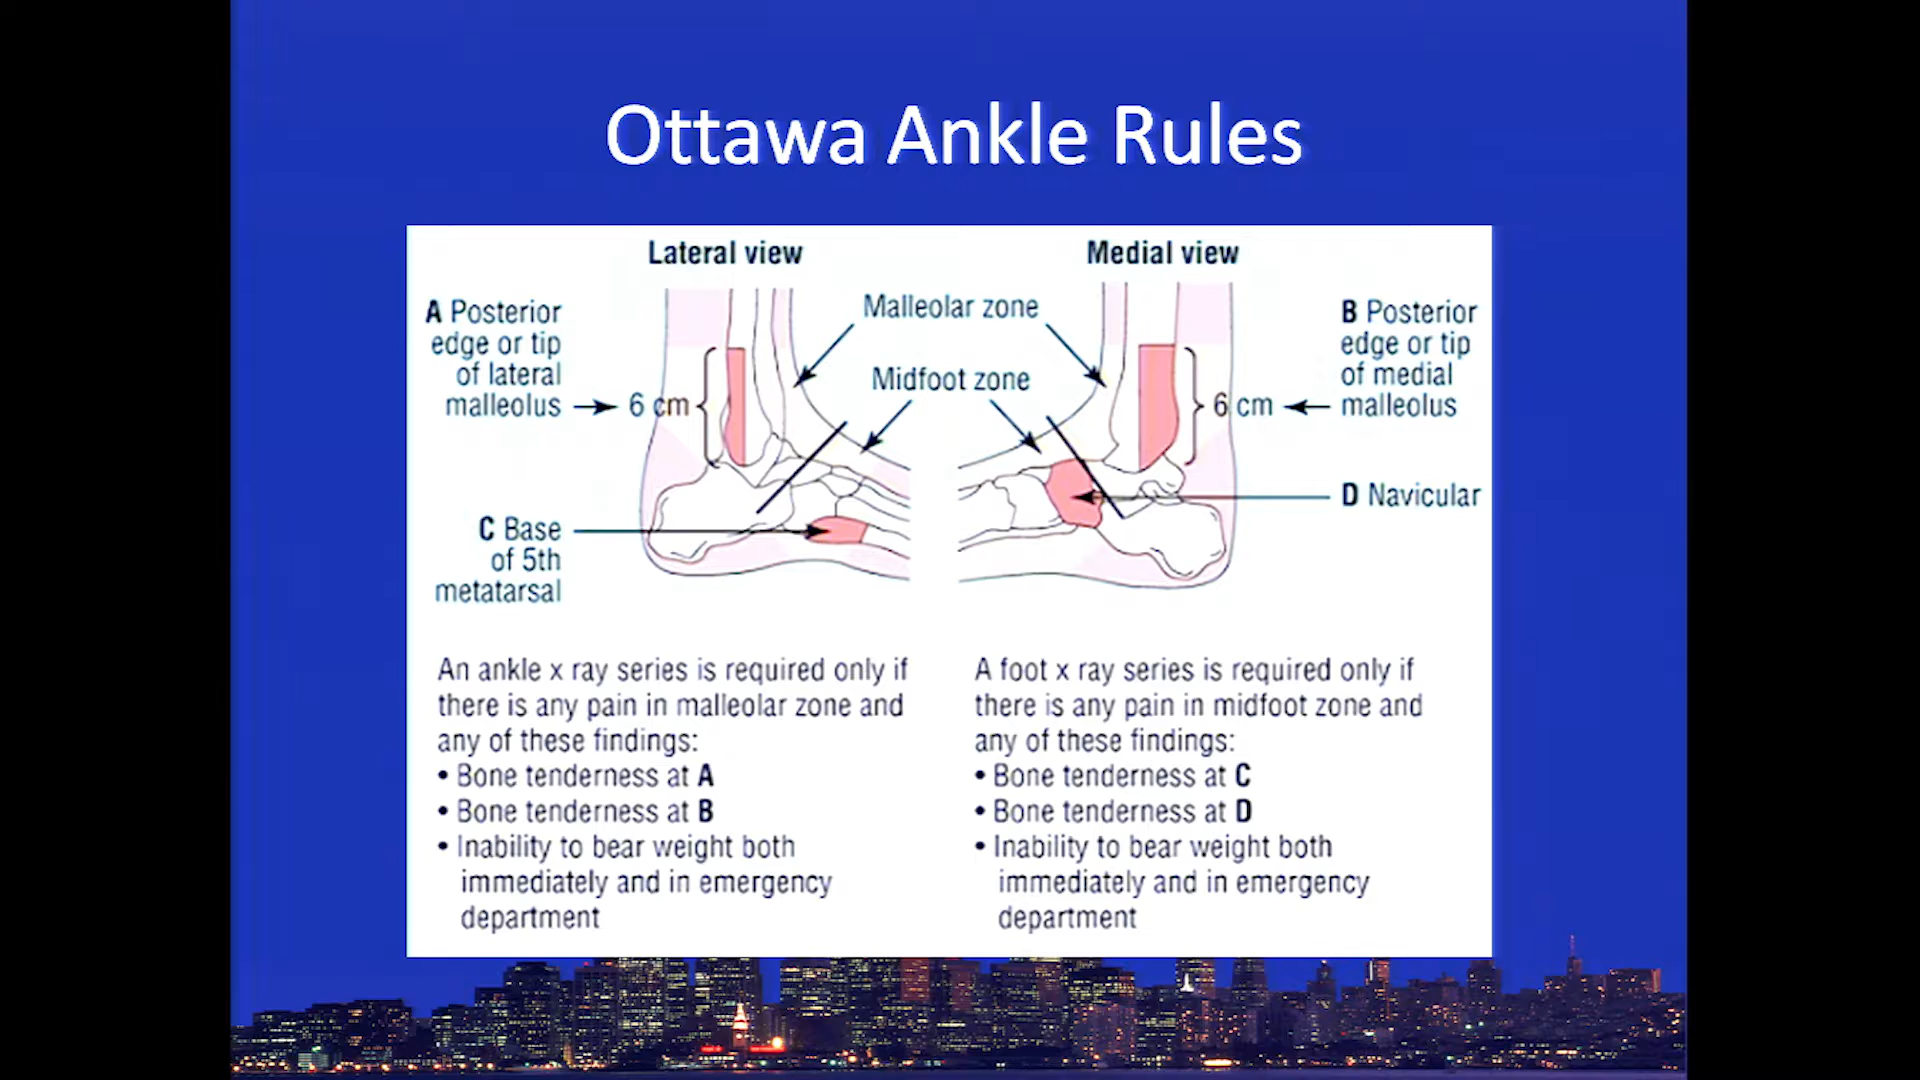 Ottawa Ankle Rules
Lateral view
Medial view
A Posterior
edge or tip
of lateral
malleolus
6 cm
Malleolar zone
Midfoot zone
B Posterior
edge or tip
of medial
malleolus
6 cm
D Navicular
C Base
of 5th
metatarsal
An ankle x ray series is required only if
there is any pain in malleolar zone and
any of these findings:
• Bone tenderness at A
• Bone tenderness at B
• Inability to bear weight both
immediately and in emergency
department
A foot x ray series is required only if
there is any pain in midfoot zone and
any of these findings:
• Bone tenderness at C
• Bone tenderness at D
• Inability to bear weight both
immediately and in emergency
department